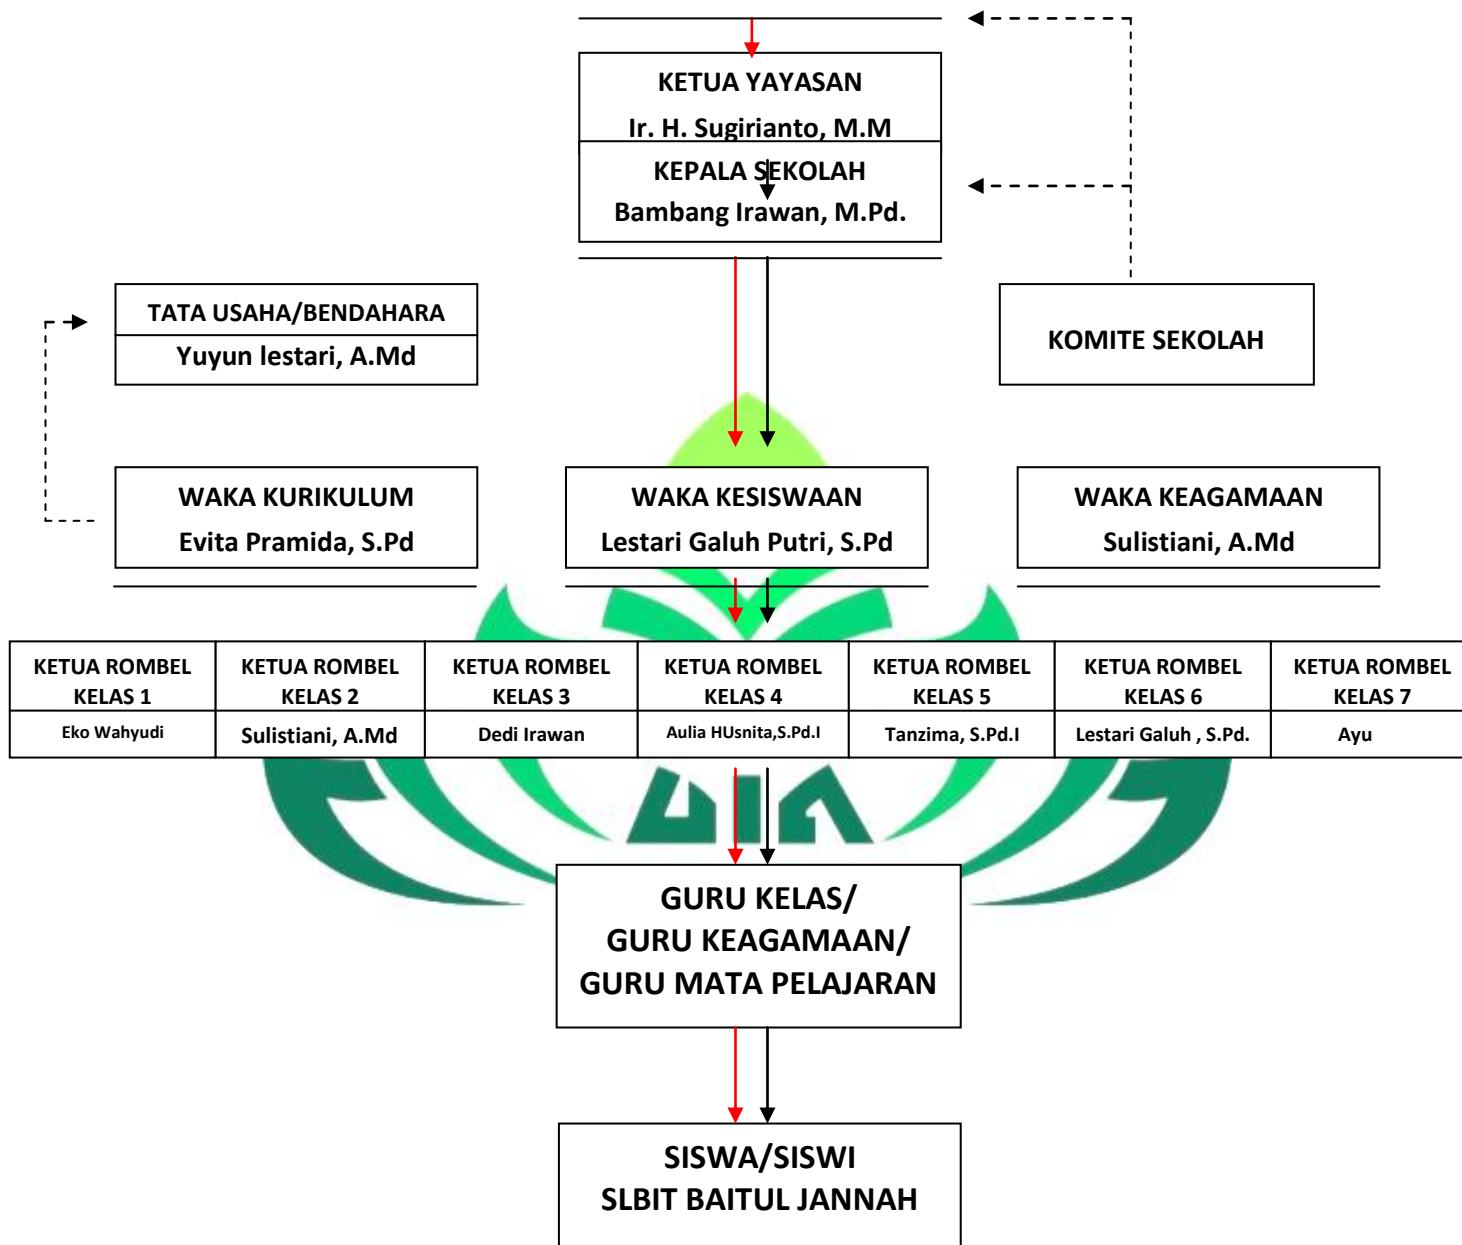 KETUA YAYASAN
Ir. H. Sugirianto, M.M
KEPALA SEKOLAH
Bambang Irawan, M.Pd.
TATA USAHA/BENDAHARA
Yuyun lestari, A.Md
KOMITE SEKOLAH
WAKA KURIKULUM
Evita Pramida, S.Pd
WAKA KESISWAAN
Lestari Galuh Putri, S.Pd
WAKA KEAGAMAAN
Sulistiani, A.Md
KETUA ROMBEL
KELAS 1
Eko Wahyudi
KETUA ROMBEL
KELAS 2
Sulistiani, A.Md
KETUA ROMBEL
KELAS 3
Dedi Irawan
KETUA ROMBEL
KELAS 4
Aulia HUsnita,S.Pd.I
KETUA ROMBEL
KELAS 5
Tanzima, S.Pd.I
KETUA ROMBEL
KELAS 6
Lestari Galuh , S.Pd.
KETUA ROMBEL
KELAS 7
Ayu
GURU KELAS/
GURU KEAGAMAAN/
GURU MATA PELAJARAN
SISWA/SISWI
SLBIT BAITUL JANNAH